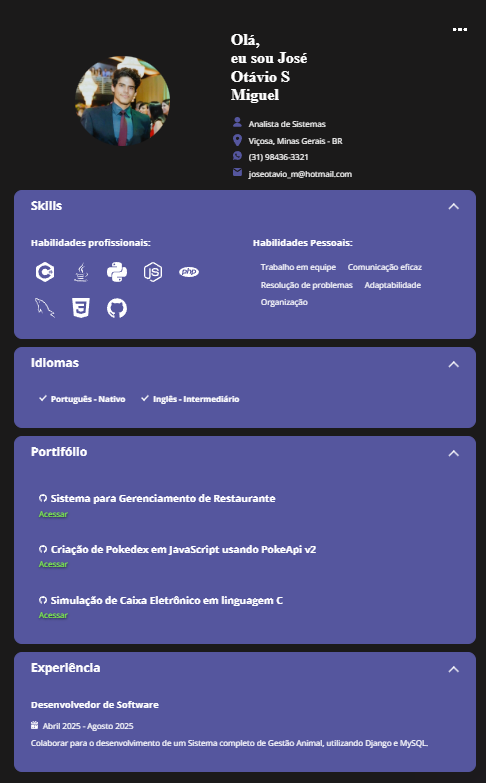 Olá,
eu sou José
Otávio S
Miguel
Analista de Sistemas
Viçosa, Minas Gerais - BR
(31) 98436-3321
joseotavio_m@hotmail.com
Skills
Habilidades profissionais:
JS
php
3
Habilidades Pessoais:
Trabalho em equipe Comunicação eficaz
Resolução de problemas Adaptabilidade
Organização
Idiomas
Português - Nativo Inglês - Intermediário
Portifólio
Sistema para Gerenciamento de Restaurante
Acessar
Criação de Pokedex em JavaScript usando PokeApi v2
Acessar
Simulação de Caixa Eletrônico em linguagem C
Acessar
Experiência
Desenvolvedor de Software
Abril 2025 - Agosto 2025
Colaborar para o desenvolvimento de um Sistema completo de Gestão Animal, utilizando Django e MySQL.